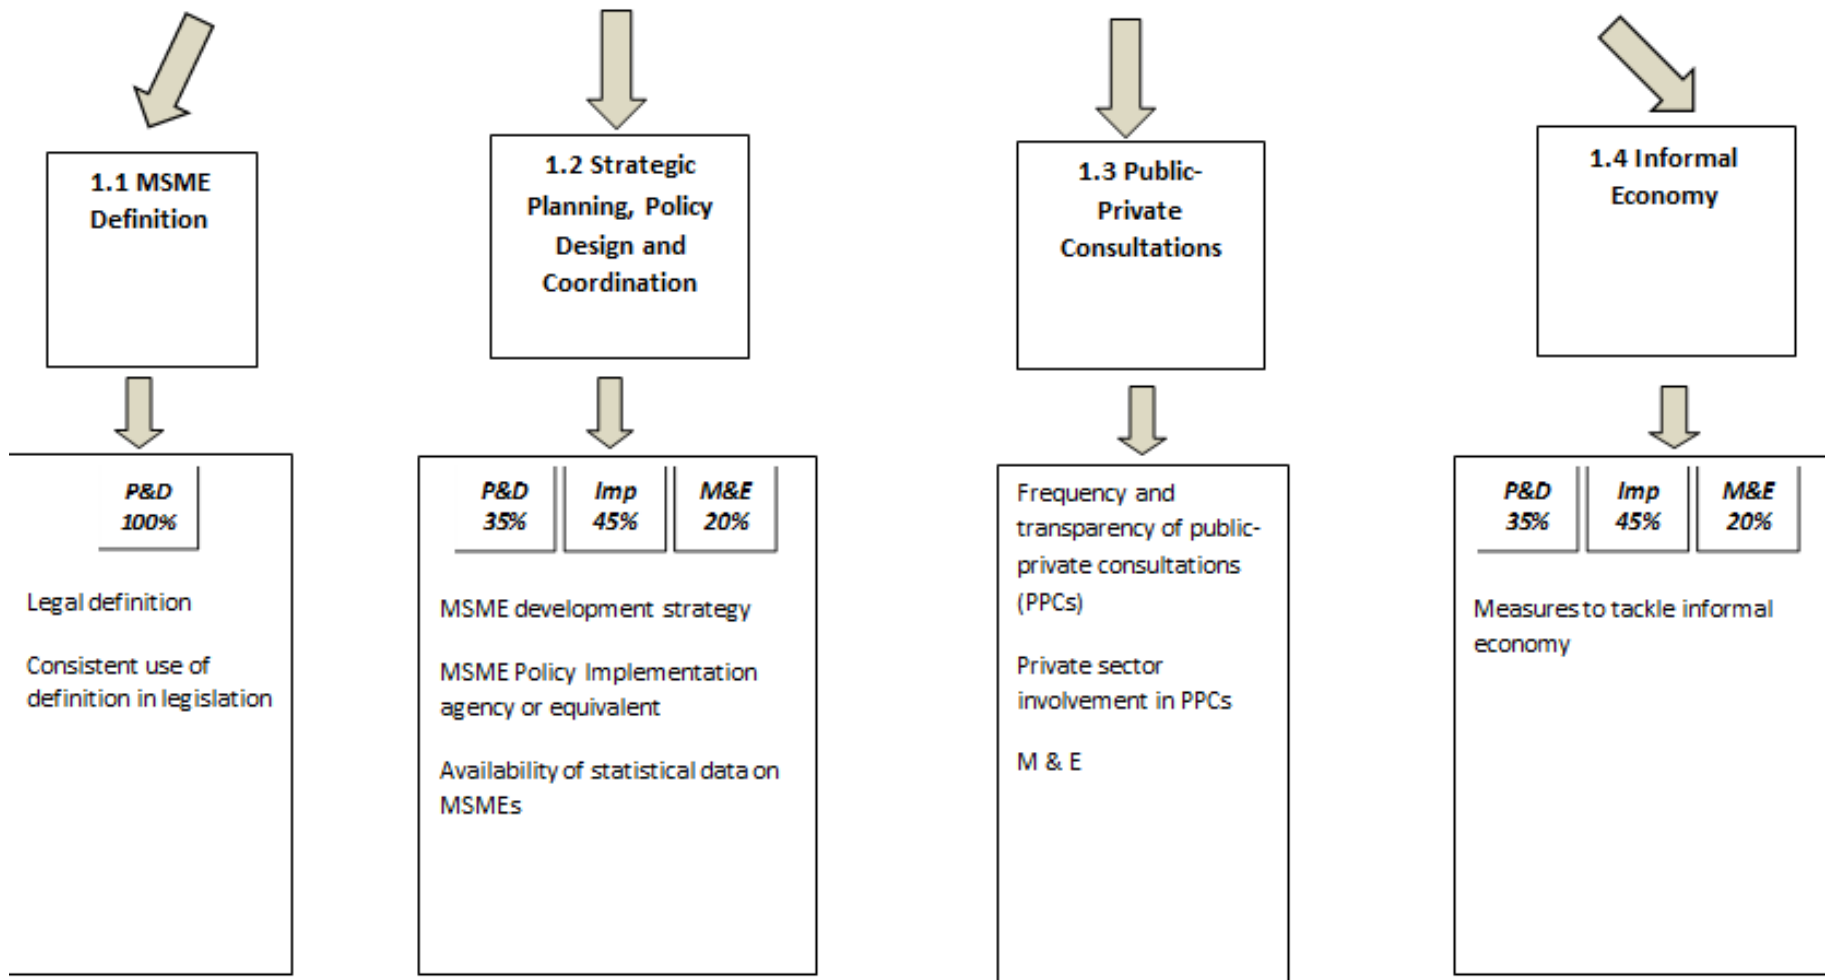 1.1 MSME
Definition
1.2 Strategic
Planning, Policy
Design and
Coordination
1.3 Public-
Private
Consultations
1.4 Informal
Economy
P&D
100%
Legal definition
Consistent use of
definition in legislation
P&D
35%
Imp
45%
M&E
20%
MSME development strategy
MSME Policy Implementation
agency or equivalent
Availability of statistical data on
MSMEs
Frequency and
transparency of public-
private consultations
(PPCs)
Private sector
involvement in PPCs
M & E
P&D
35%
Imp
45%
M&E
20%
Measures to tackle informal
economy